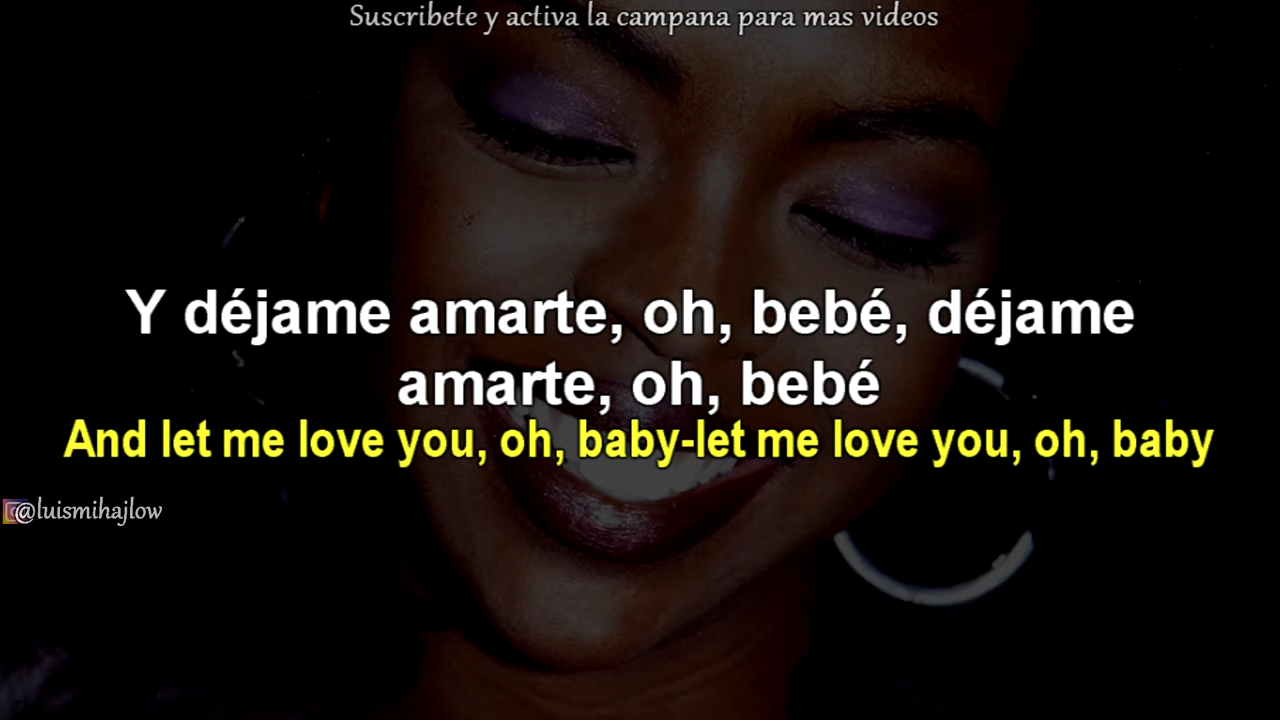 Suscribete y activa la campana para mas videos
Y déjame amarte, oh, bebé, déjame
amarte, oh, bebé
And let me love you, oh, baby-let me love you, oh, baby
@luismihajlow